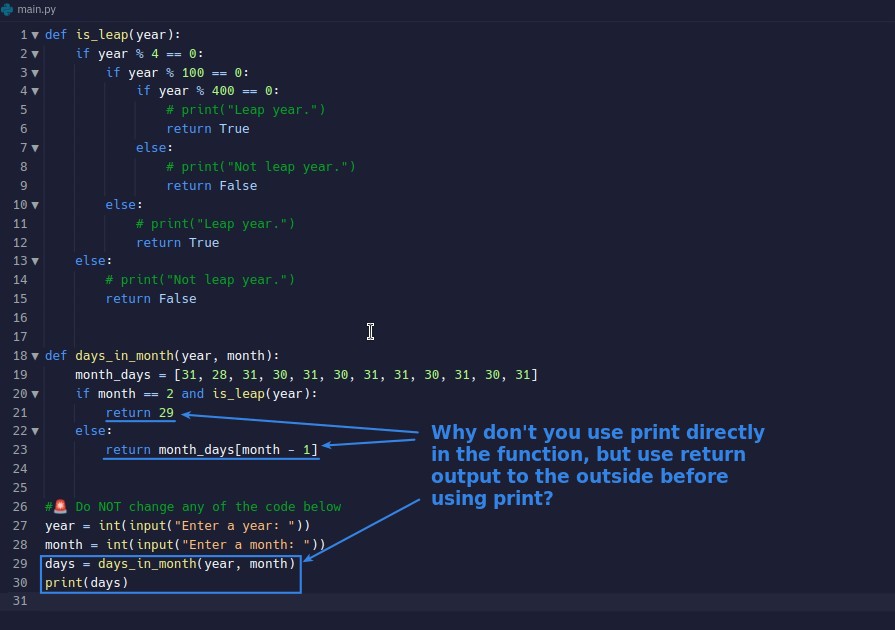 main.py
1 def is_leap(year):
2     if year % 4 == 0:
3         if year % 100 == 0:
4             if year % 400 == 0:
5                 # print("Leap year.")
6                 return True
7             else:
8                 # print("Not leap year.")
9                 return False
10         else:
11             # print("Leap year.")
12             return True
13     else:
14         # print("Not leap year.")
15         return False
16
17
18 def days_in_month(year, month):
19     month_days = [31, 28, 31, 30, 31, 30, 31, 31, 30, 31, 30, 31]
20     if month == 2 and is_leap(year):
21         return 29
22     else:
23         return month_days[month - 1]
24
25
26 #🚨 Do NOT change any of the code below
27 year = int(input("Enter a year: "))
28 month = int(input("Enter a month: "))
29 days = days_in_month(year, month)
30 print(days)
31
Why don't you use print directly
in the function, but use return
output to the outside before
using print?